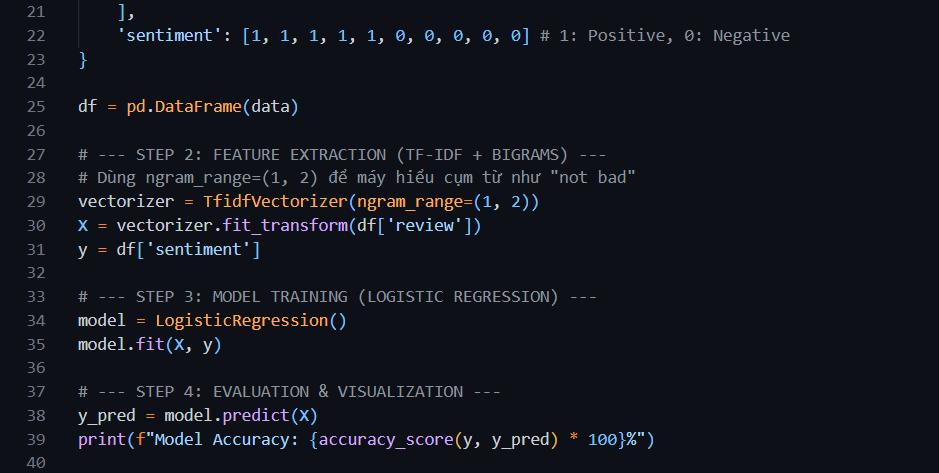 21 ],
22 'sentiment': [1, 1, 1, 1, 1, 0, 0, 0, 0, 0] # 1: Positive, 0: Negative
23 }
24
25 df = pd.DataFrame(data)
26
27 # --- STEP 2: FEATURE EXTRACTION (TF-IDF + BIGRAMS) ---
28 # Dùng ngram_range=(1, 2) để máy hiểu cụm từ như "not bad"
29 vectorizer = TfidfVectorizer(ngram_range=(1, 2))
30 X = vectorizer.fit_transform(df['review'])
31 y = df['sentiment']
32
33 # --- STEP 3: MODEL TRAINING (LOGISTIC REGRESSION) ---
34 model = LogisticRegression()
35 model.fit(X, y)
36
37 # --- STEP 4: EVALUATION & VISUALIZATION ---
38 y_pred = model.predict(X)
39 print(f"Model Accuracy: {accuracy_score(y, y_pred) * 100}%")
40